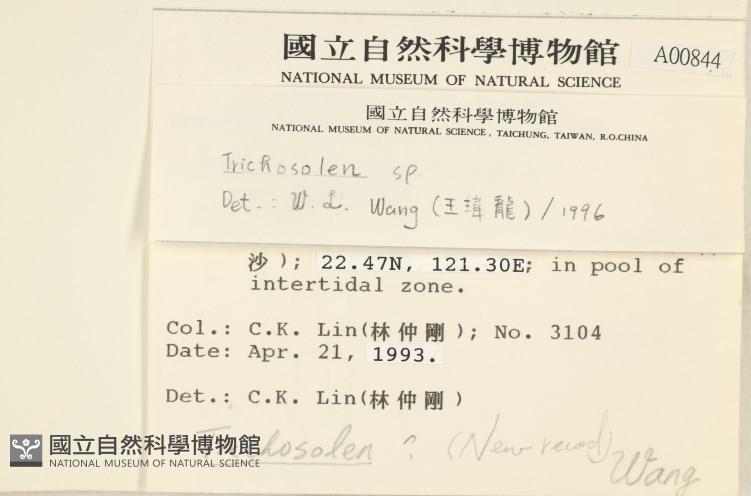 國立自然科學博物館 A00844
NATIONAL MUSEUM OF NATURAL SCIENCE
國立自然科學博物館
NATIONAL MUSEUM OF NATURAL SCIENCE, TAICHUNG, TAIWAN, R.O.CHINA
Trichosolen sp.
Det.: W. L. Wang (王瑋龍) / 1996
沙); 22.47N, 121.30E; in pool of
intertidal zone.
Col.: C.K. Lin(林仲剛); No. 3104
Date: Apr. 21, 1993.
Det.: C.K. Lin(林仲剛)
Trichosolen ? (New record)
Wang
國立自然科學博物館
NATIONAL MUSEUM OF NATURAL SCIENCE